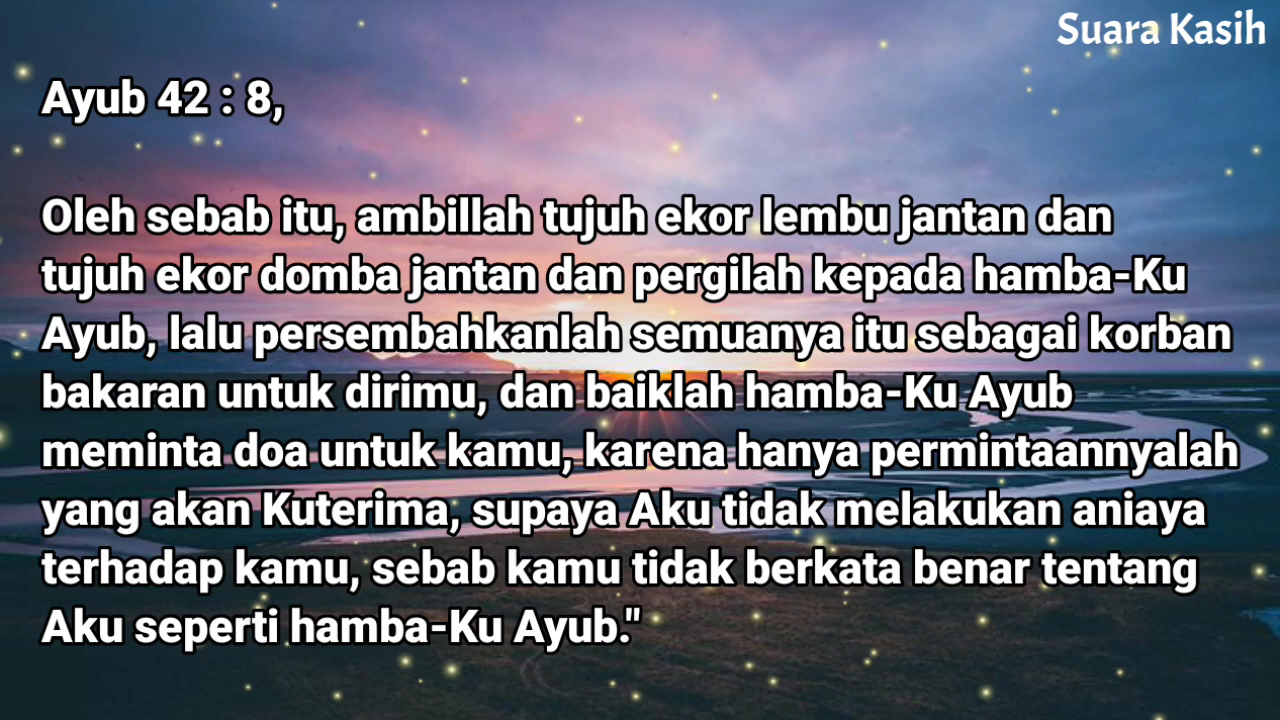 Suara Kasih
Ayub 42 : 8,
Oleh sebab itu, ambillah tujuh ekor lembu jantan dan
tujuh ekor domba jantan dan pergilah kepada hamba-Ku
Ayub, lalu persembahkanlah semuanya itu sebagai korban
bakaran untuk dirimu, dan baiklah hamba-Ku Ayub
meminta doa untuk kamu, karena hanya permintaannyalah
yang akan Kuterima, supaya Aku tidak melakukan aniaya
terhadap kamu, sebab kamu tidak berkata benar tentang
Aku seperti hamba-Ku Ayub."